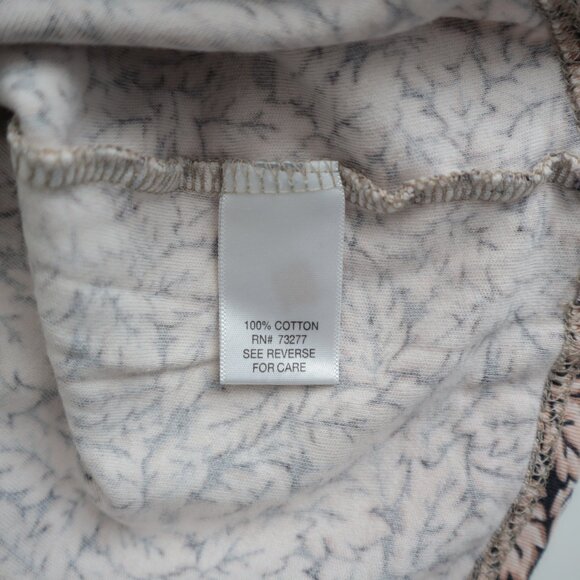 100% COTTON
RN# 73277
SEE REVERSE
FOR CARE